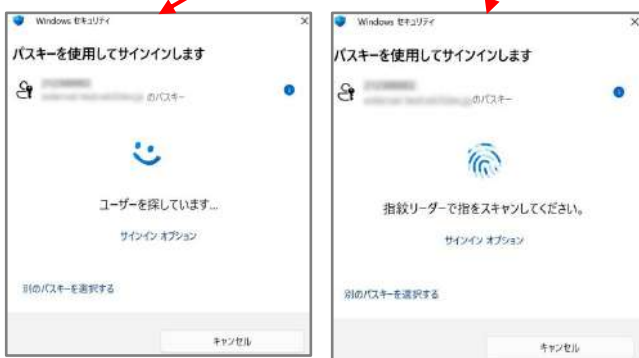 Windows セキュリティ
パスキーを使用してサインインします
のパスキー
ユーザーを探しています...
サインイン オプション
別のパスキーを選択する
キャンセル
Windows セキュリティ
パスキーを使用してサインインします
のパスキー
指紋リーダーで指をスキャンしてください。
サインイン オプション
別のパスキーを選択する
キャンセル